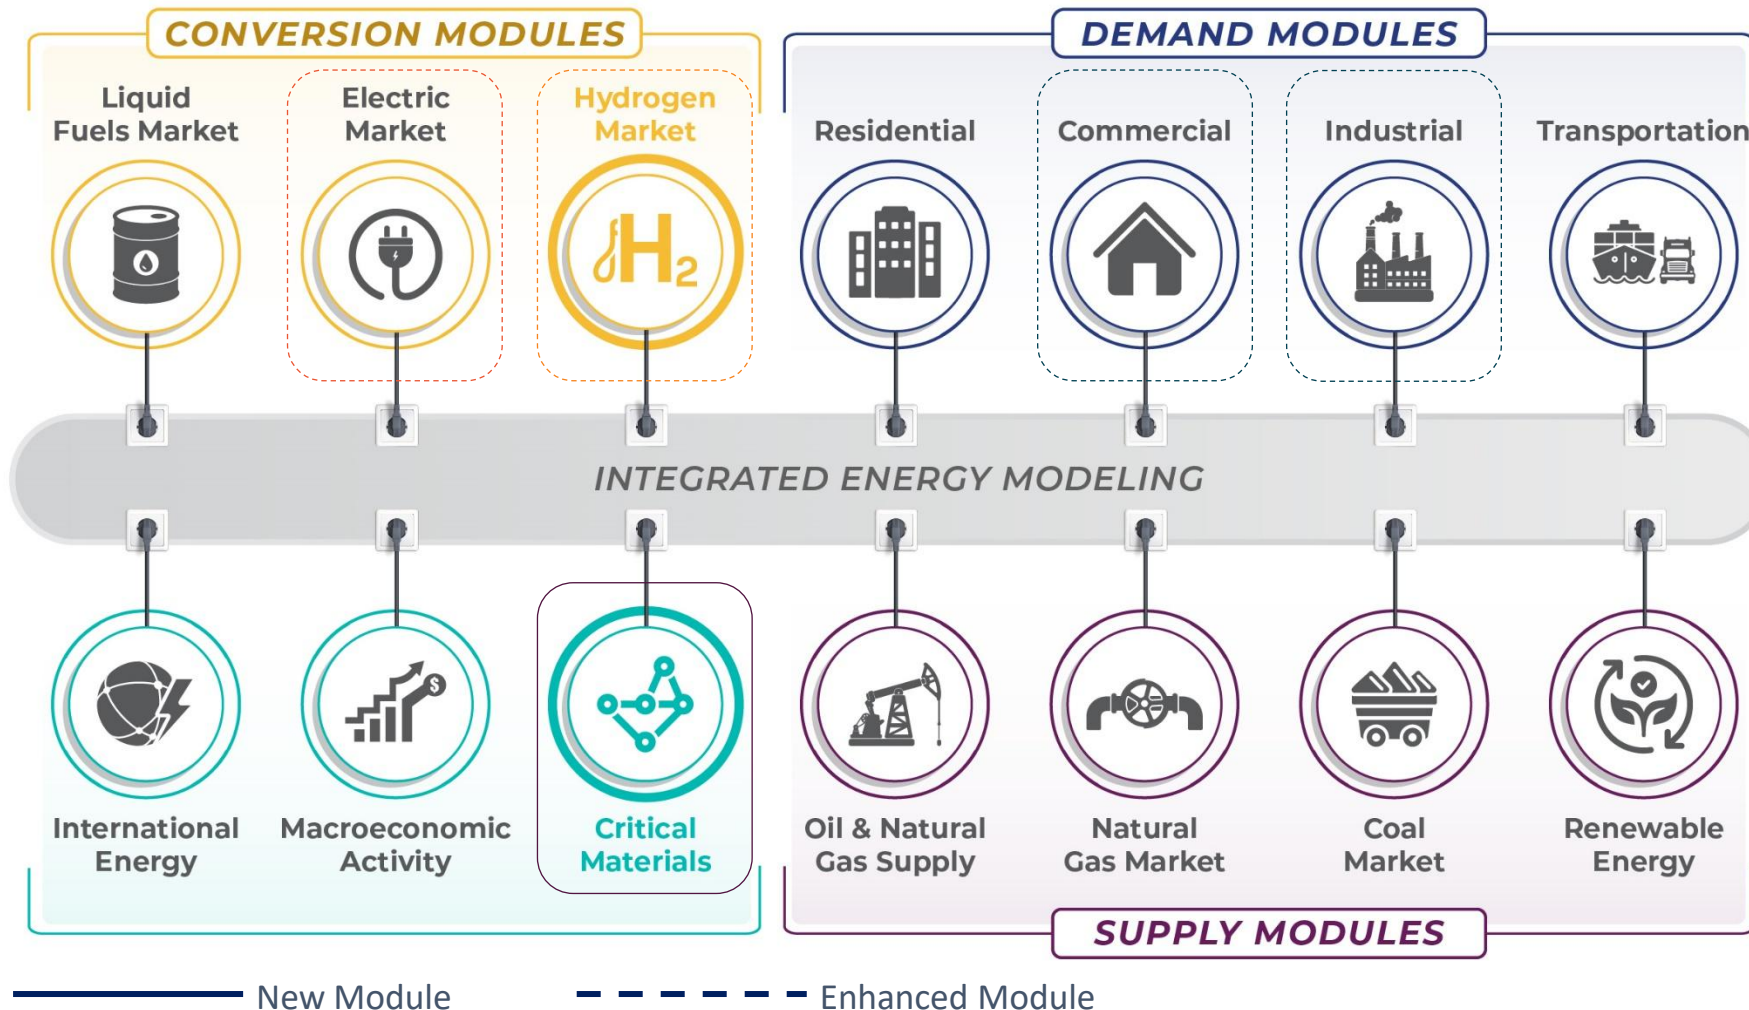 CONVERSION MODULES
DEMAND MODULES
Liquid
Fuels Market
Electric
Market
Hydrogen
Market
Residential
Commercial
Industrial
Transportation
H2
INTEGRATED ENERGY MODELING
$
International
Energy
Macroeconomic
Activity
Critical
Materials
Oil & Natural
Gas Supply
Natural
Gas Market
Coal
Market
Renewable
Energy
SUPPLY MODULES
New Module
Enhanced Module